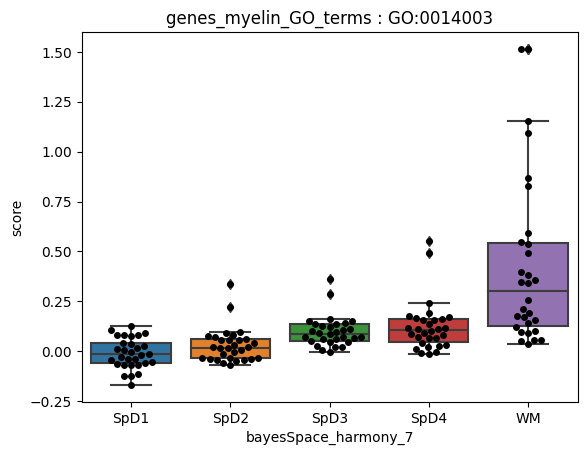 genes_myelin_GO_terms : GO:0014003
1.50
1.25
1.00
0.75
0.50
0.25
0.00
−0.25
score
SpD1 SpD2 SpD3 SpD4 WM
bayesSpace_harmony_7